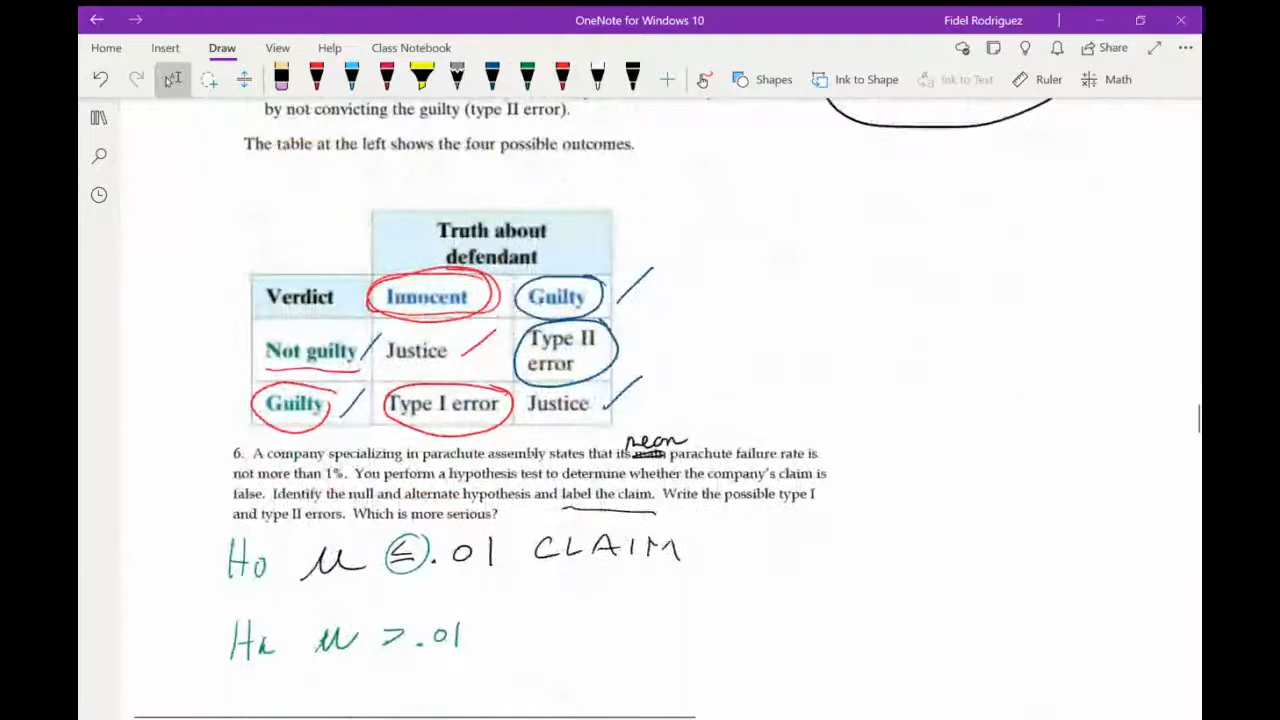 OneNote for Windows 10
Fidel Rodriguez
Home Insert Draw View Help Class Notebook
Share
Shapes Ink to Shape Ink to Text Ruler Math
by not convicting the guilty (type II error).
The table at the left shows the four possible outcomes.
Truth about
defendant
Verdict Innocent Guilty
Not guilty Justice Type II error
Guilty Type I error Justice
mean
6. A company specializing in parachute assembly states that its parachute failure rate is
not more than 1%. You perform a hypothesis test to determine whether the company's claim is
false. Identify the null and alternate hypothesis and label the claim. Write the possible type I
and type II errors. Which is more serious?
Ho μ ≤ .01 CLAIM
Ha μ > .01